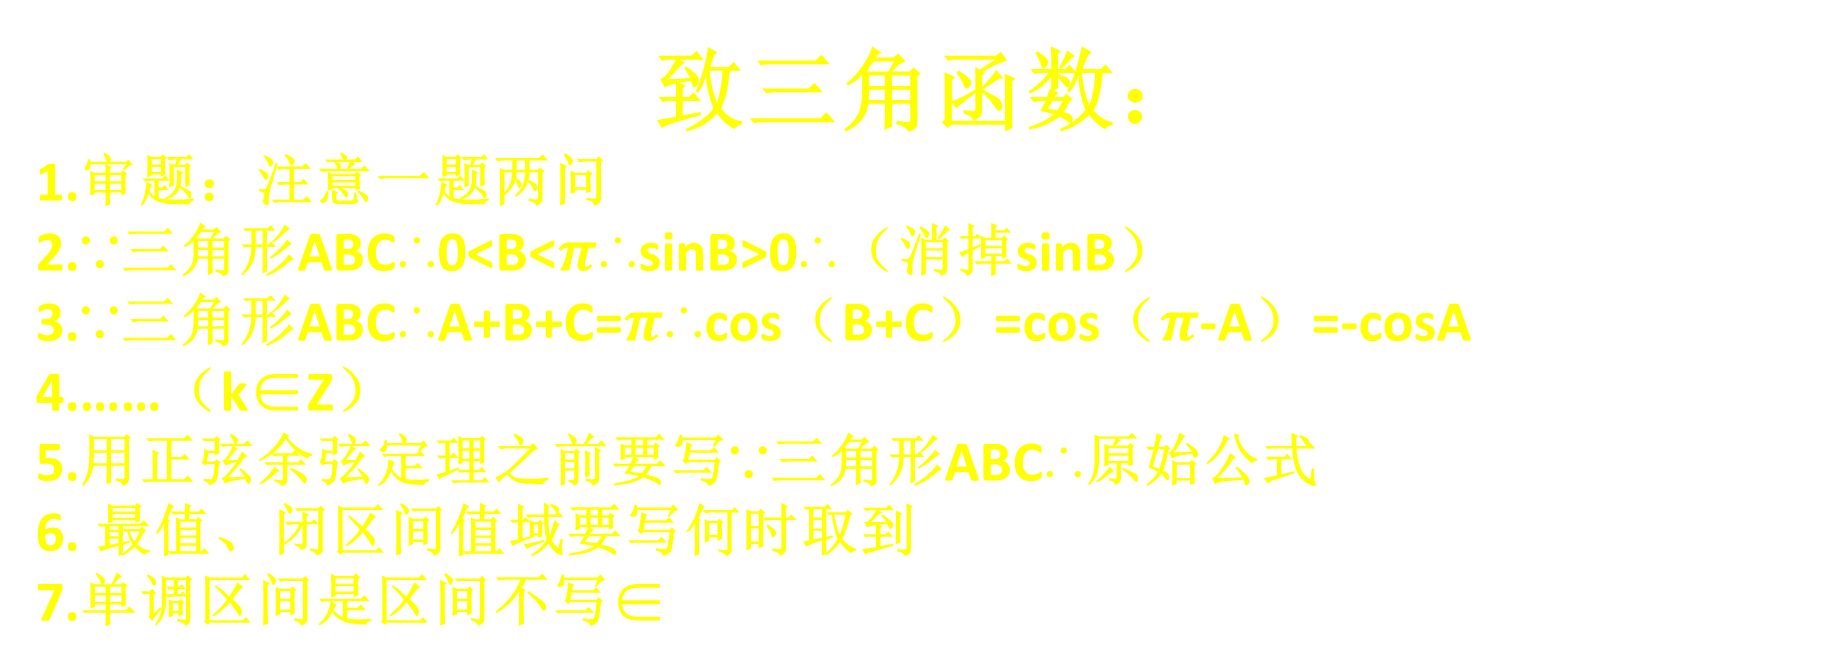 致三角函数：
1.审题：注意一题两问
2.∵三角形ABC∴0<B<π∴sinB>0∴（消掉sinB）
3.∵三角形ABC∴A+B+C=π∴cos（B+C）=cos（π-A）=-cosA
4.……（k∈Z）
5.用正弦余弦定理之前要写∵三角形ABC∴原始公式
6. 最值、闭区间值域要写何时取到
7.单调区间是区间不写∈